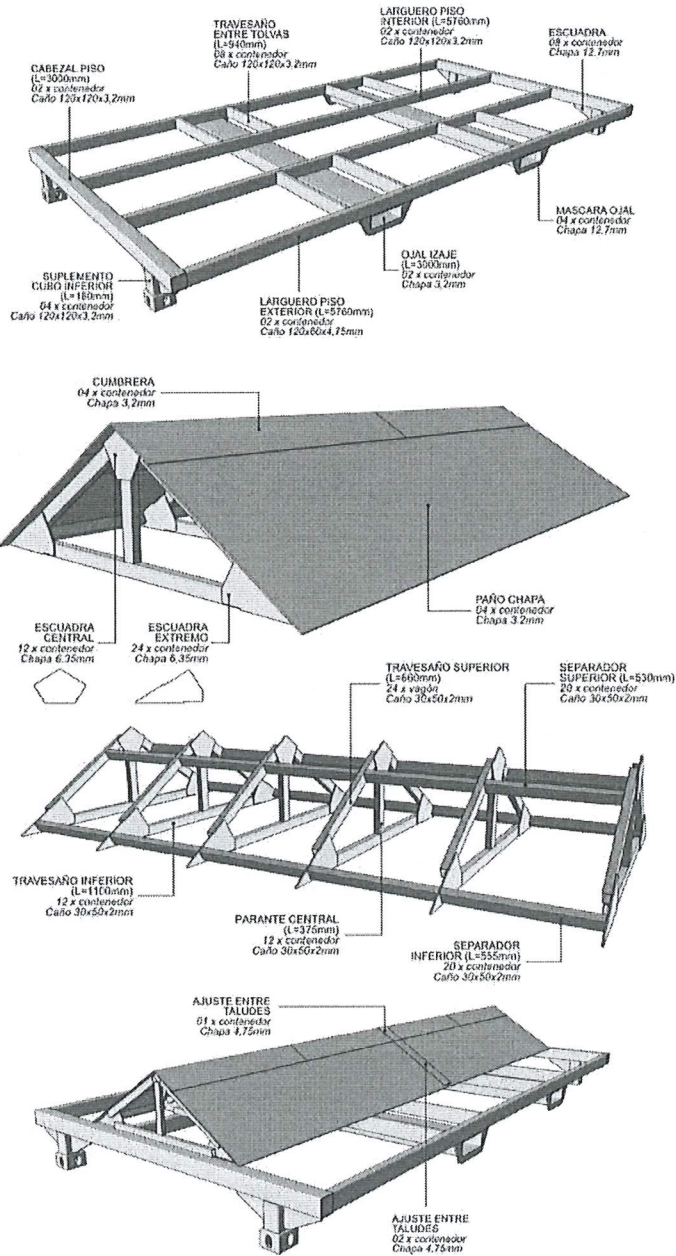 TRAVESAÑO
ENTRE TOLVAS
(L=940mm)
08 x contenedor
Caño 120x120x3,2mm
LARGUERO PISO
INTERIOR (L=5760mm)
02 x contenedor
Caño 120x120x3,2mm
ESCUADRA
08 x contenedor
Chapa 12,7mm
CABEZAL PISO
(L=3000mm)
02 x contenedor
Caño 120x120x3,2mm
MASCARA OJAL
04 x contenedor
Chapa 12,7mm
OJAL IZAJE
(L=3000mm)
02 x contenedor
Chapa 3,2mm
SUPLEMENTO
CUBO INFERIOR
(L=180mm)
04 x contenedor
Caño 120x120x3,2mm
LARGUERO PISO
EXTERIOR (L=5760mm)
02 x contenedor
Caño 120x60x4,75mm
CUMBRERA
04 x contenedor
Chapa 3,2mm
PAÑO CHAPA
04 x contenedor
Chapa 3.2mm
ESCUADRA
CENTRAL
12 x contenedor
Chapa 6.35mm
ESCUADRA
EXTREMO
24 x contenedor
Chapa 6,35mm
TRAVESAÑO SUPERIOR
(L=660mm)
24 x vagón
Caño 30x50x2mm
SEPARADOR
SUPERIOR (L=530mm)
20 x contenedor
Caño 30x50x2mm
TRAVESAÑO INFERIOR
(L=1100mm)
12 x contenedor
Caño 30x50x2mm
PARANTE CENTRAL
(L=375mm)
12 x contenedor
Caño 30x50x2mm
SEPARADOR
INFERIOR (L=555mm)
20 x contenedor
Caño 30x50x2mm
AJUSTE ENTRE
TALUDES
01 x contenedor
Chapa 4,75mm
AJUSTE ENTRE
TALUDES
02 x contenedor
Chapa 4,75mm